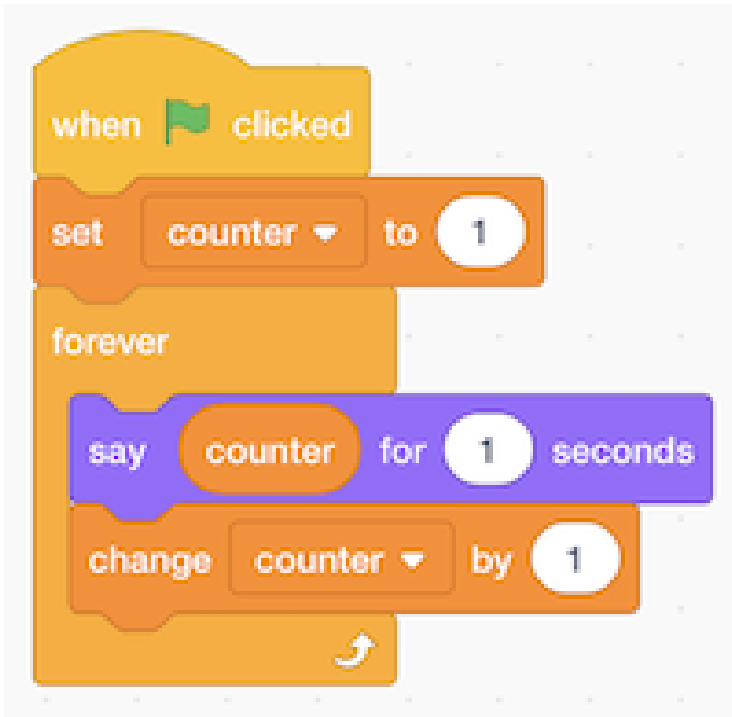 when clicked
set counter to 1
forever
say counter for 1 seconds
change counter by 1